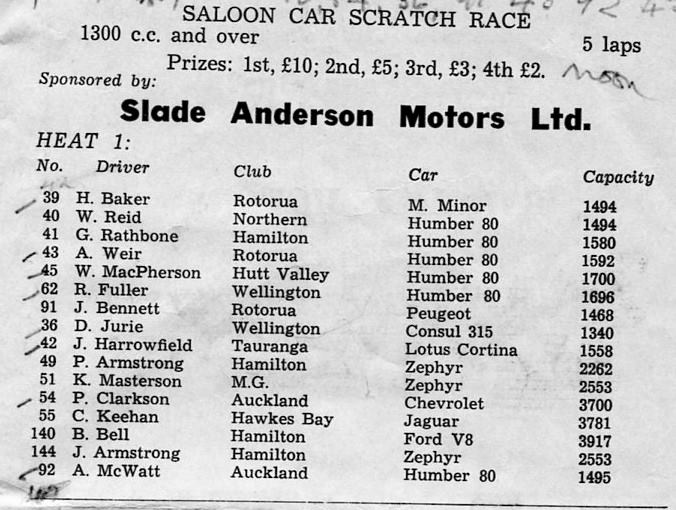 SALOON CAR SCRATCH RACE
1300 c.c. and over 5 laps
Prizes: 1st, £10; 2nd, £5; 3rd, £3; 4th £2.
Sponsored by:
Slade Anderson Motors Ltd.
HEAT 1:
No. Driver Club Car Capacity
39 H. Baker Rotorua M. Minor 1494
40 W. Reid Northern Humber 80 1494
41 G. Rathbone Hamilton Humber 80 1580
43 A. Weir Rotorua Humber 80 1592
45 W. MacPherson Hutt Valley Humber 80 1700
62 R. Fuller Wellington Humber 80 1696
91 J. Bennett Rotorua Peugeot 1468
36 D. Jurie Wellington Consul 315 1340
42 J. Harrowfield Tauranga Lotus Cortina 1558
49 P. Armstrong Hamilton Zephyr 2262
51 K. Masterson M.G. Zephyr 2553
54 P. Clarkson Auckland Chevrolet 3700
55 C. Keehan Hawkes Bay Jaguar 3781
140 B. Bell Hamilton Ford V8 3917
144 J. Armstrong Hamilton Zephyr 2553
92 A. McWatt Auckland Humber 80 1495